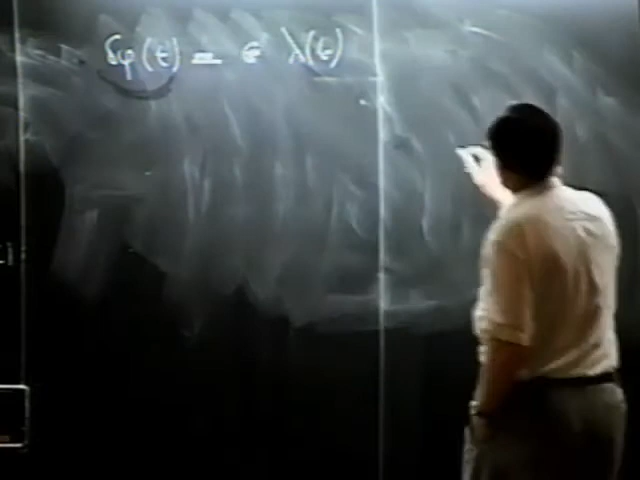 δφ(t) = ϵ λ(t)